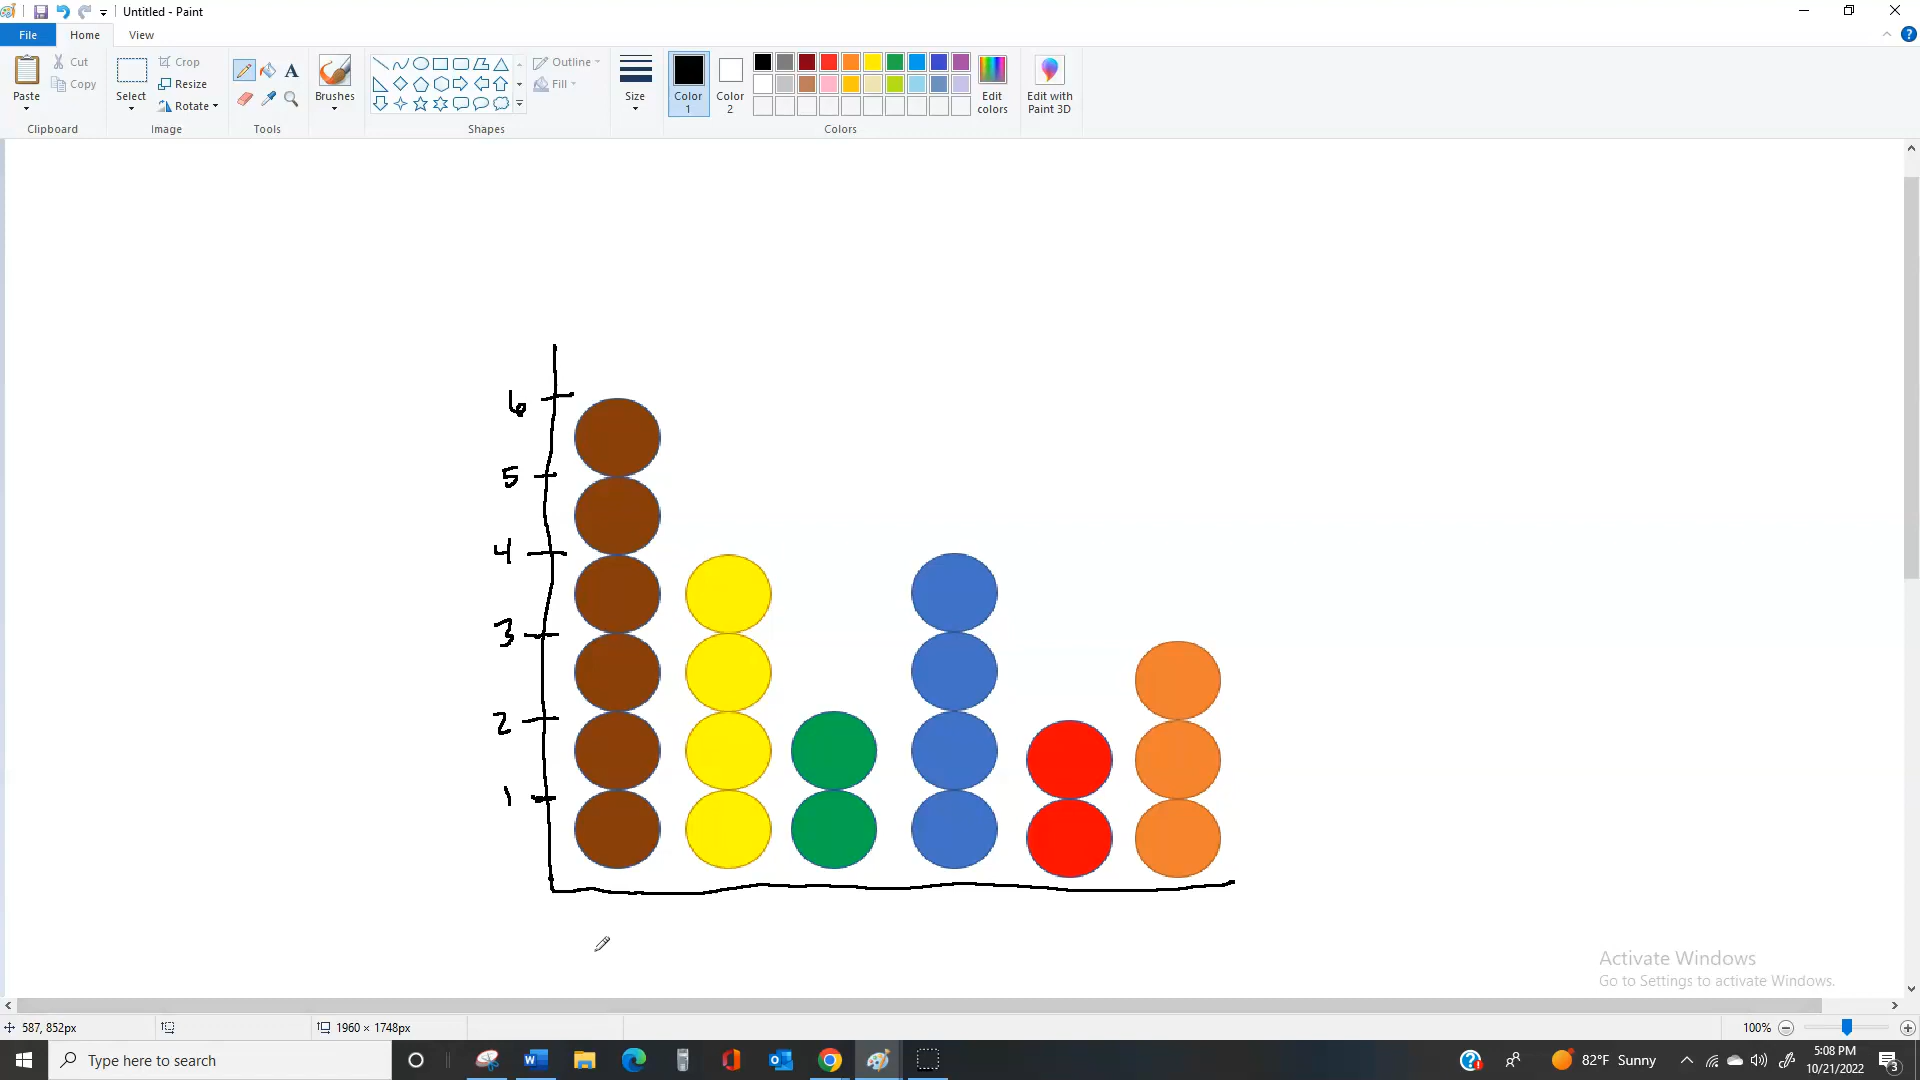 Untitled - Paint
File Home View
Paste
Cut
Copy
Clipboard
Select
Crop
Resize
Rotate
Image
A
Tools
Brushes
Shapes
Outline
Fill
Size
Color
1
Color
2
Colors
Edit
colors
Edit with
Paint 3D
?
6
5
4
3
2
1
Activate Windows
Go to Settings to activate Windows.
587, 852px
1960 × 1748px
100%
Type here to search
82°F Sunny
5:08 PM
10/21/2022
3